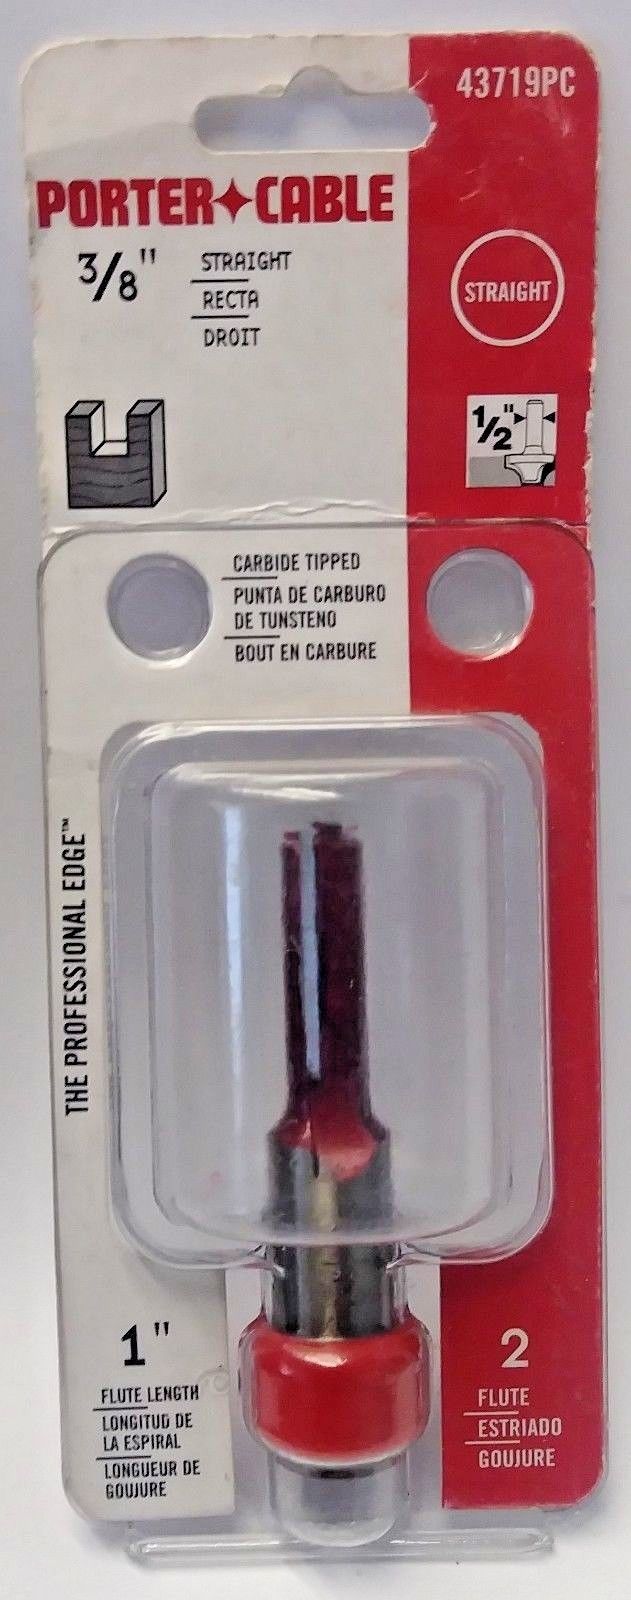 43719PC
PORTER CABLE
3/8"
STRAIGHT
RECTA
DROIT
STRAIGHT
1/2"
CARBIDE TIPPED
PUNTA DE CARBURO
DE TUNSTENO
BOUT EN CARBURE
THE PROFESSIONAL EDGE™
1"
FLUTE LENGTH
LONGITUD DE
LA ESPIRAL
LONGUEUR DE
GOUJURE
2
FLUTE
ESTRIADO
GOUJURE